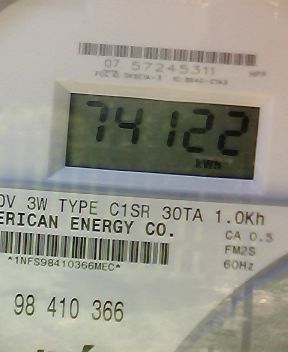 07 57245311
74122
kWh
0V 3W TYPE C1SR 30TA 1.0Kh
ERICAN ENERGY CO.
CA 0.5
FM2S
60Hz
*1NFS98410366MEC*
98 410 366